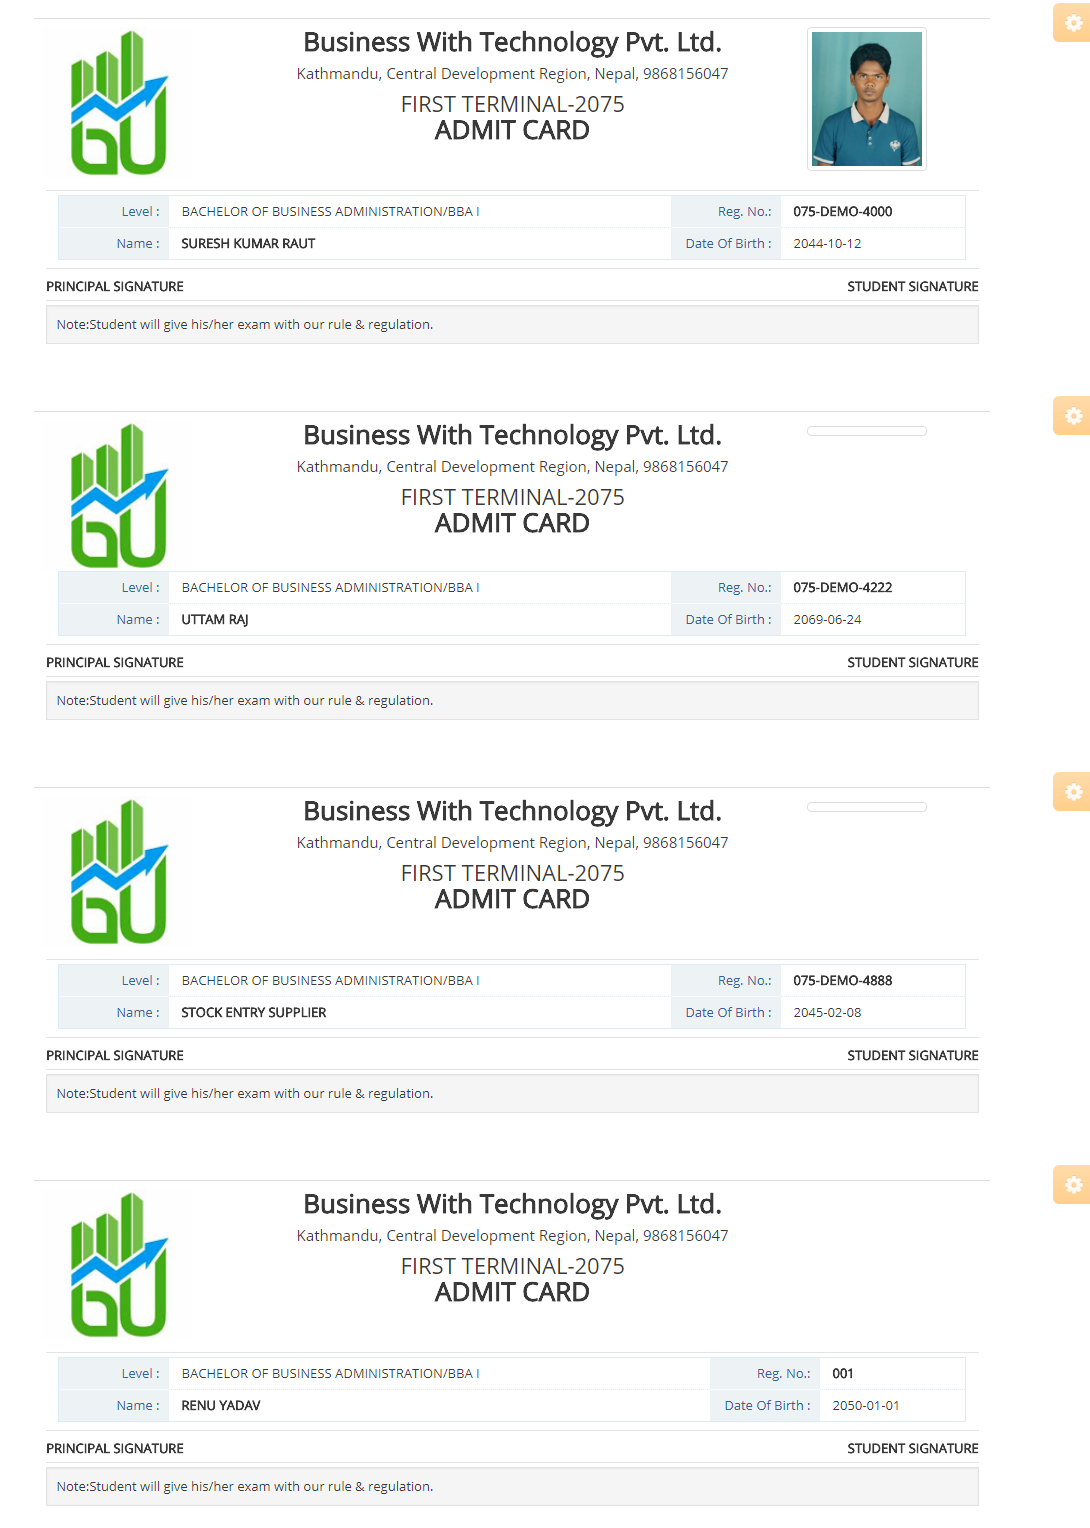 Business With Technology Pvt. Ltd.
Kathmandu, Central Development Region, Nepal, 9868156047
FIRST TERMINAL-2075
ADMIT CARD
Level : BACHELOR OF BUSINESS ADMINISTRATION/BBA I Reg. No.: 075-DEMO-4000
Name : SURESH KUMAR RAUT Date Of Birth : 2044-10-12
PRINCIPAL SIGNATURE STUDENT SIGNATURE
Note:Student will give his/her exam with our rule & regulation.
Business With Technology Pvt. Ltd.
Kathmandu, Central Development Region, Nepal, 9868156047
FIRST TERMINAL-2075
ADMIT CARD
Level : BACHELOR OF BUSINESS ADMINISTRATION/BBA I Reg. No.: 075-DEMO-4222
Name : UTTAM RAJ Date Of Birth : 2069-06-24
PRINCIPAL SIGNATURE STUDENT SIGNATURE
Note:Student will give his/her exam with our rule & regulation.
Business With Technology Pvt. Ltd.
Kathmandu, Central Development Region, Nepal, 9868156047
FIRST TERMINAL-2075
ADMIT CARD
Level : BACHELOR OF BUSINESS ADMINISTRATION/BBA I Reg. No.: 075-DEMO-4888
Name : STOCK ENTRY SUPPLIER Date Of Birth : 2045-02-08
PRINCIPAL SIGNATURE STUDENT SIGNATURE
Note:Student will give his/her exam with our rule & regulation.
Business With Technology Pvt. Ltd.
Kathmandu, Central Development Region, Nepal, 9868156047
FIRST TERMINAL-2075
ADMIT CARD
Level : BACHELOR OF BUSINESS ADMINISTRATION/BBA I Reg. No.: 001
Name : RENU YADAV Date Of Birth : 2050-01-01
PRINCIPAL SIGNATURE STUDENT SIGNATURE
Note:Student will give his/her exam with our rule & regulation.